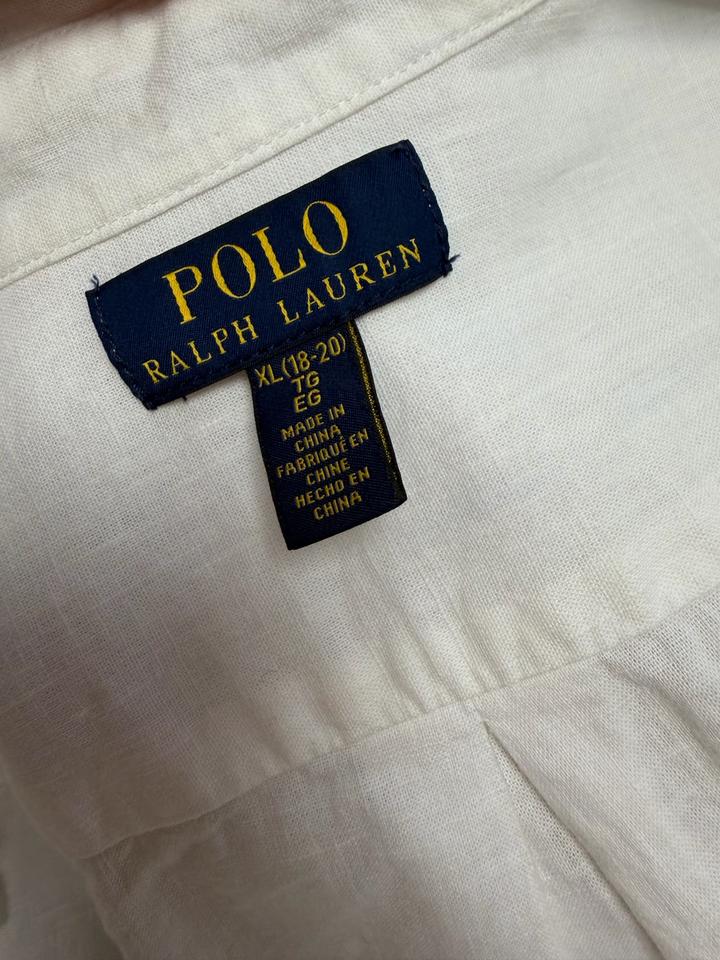 POLO
RALPH LAUREN
XL(18-20)
TG
EG
MADE IN
CHINA
FABRIQUÉ EN
CHINE
HECHO EN
CHINA